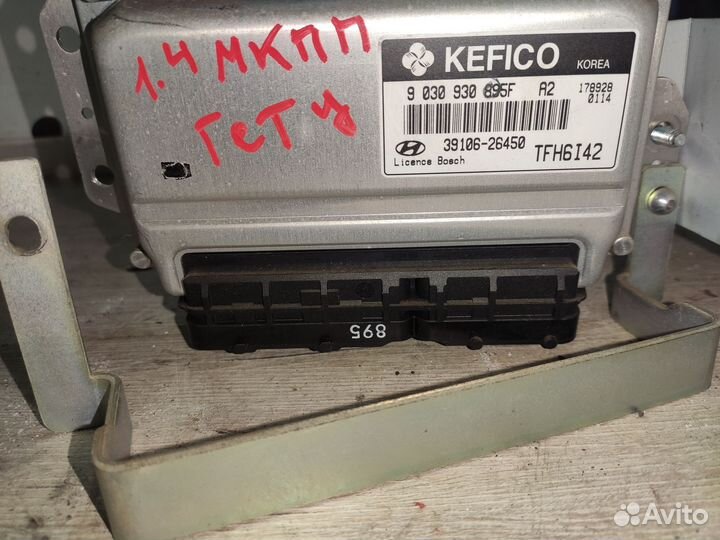 1.4 МКПП
Гетц
KEFICO KOREA
9 030 930 895F A2 178928
0114
39106-26450
Licence Bosch TFH6I42
895
Avito